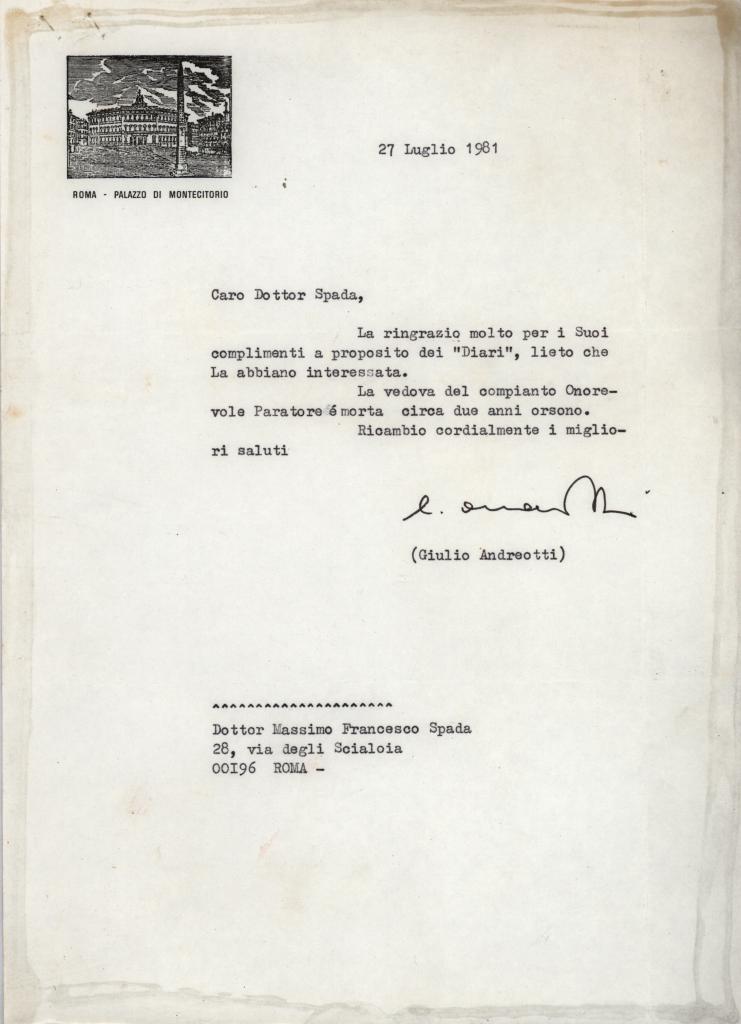 ROMA - PALAZZO DI MONTECITORIO
27 Luglio 1981
Caro Dottor Spada,
La ringrazio molto per i Suoi
complimenti a proposito dei "Diari", lieto che
La abbiano interessata.
La vedova del compianto Onore-
vole Paratore é morta circa due anni orsono.
Ricambio cordialmente i miglio-
ri saluti
(Giulio Andreotti)
^^^^^^^^^^^^^^^^^^^^^
Dottor Massimo Francesco Spada
28, via degli Scialoia
00I96 ROMA -